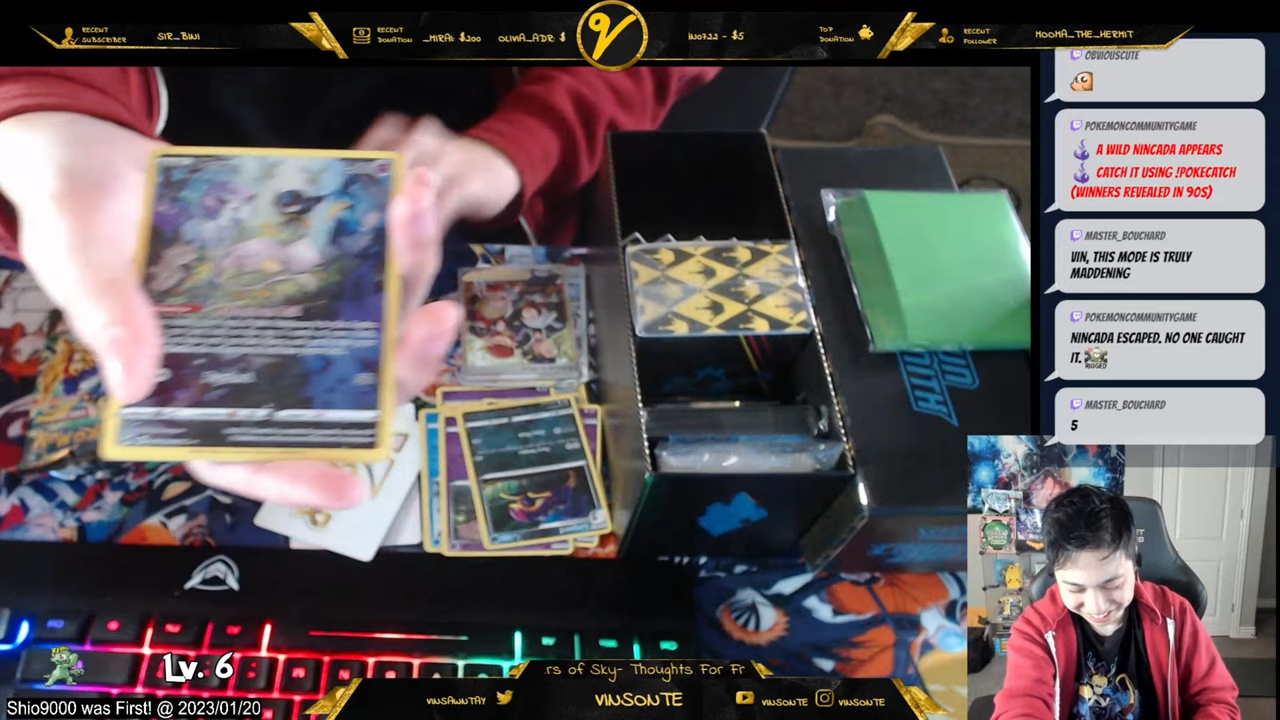 RECENT SUBSCRIBER
SIR_BINI
RECENT DONATION
_MIRAI: $200
OLIVIA_ADR: $
IN0722 - $5
TOP DONATION
RECENT FOLLOWER
MOOMA_THE_HERMIT
OBVIOUSCUTE
POKEMONCOMMUNITYGAME
A WILD NINCADA APPEARS
CATCH IT USING !POKECATCH
(WINNERS REVEALED IN 90S)
MASTER_BOUCHARD
VIN, THIS MODE IS TRULY
MADDENING
POKEMONCOMMUNITYGAME
NINCADA ESCAPED. NO ONE CAUGHT
IT.
RIGGED
MASTER_BOUCHARD
5
Lv. 6
rs of Sky- Thoughts For Fr
VINSAWNTAY
VINSONTE
VINSONTE
VINSONTE
Shio9000 was First! @ 2023/01/20